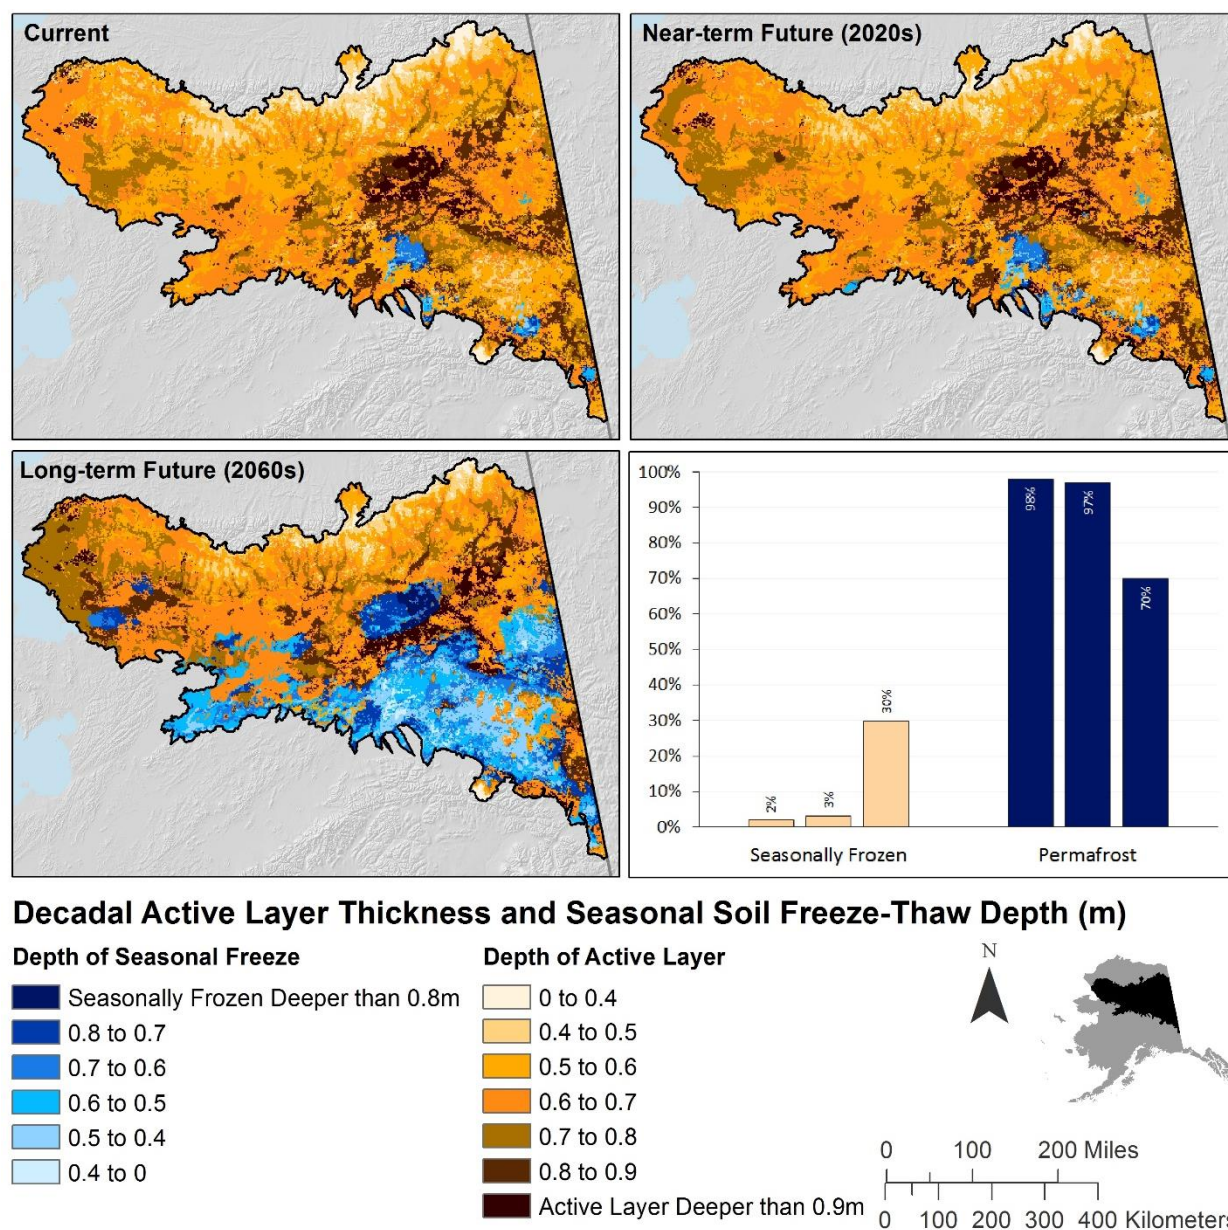 Current
Near-term Future (2020s)
Long-term Future (2060s)
100%
90%
80%
70%
60%
50%
40%
30%
20%
10%
0%
2%
3%
30%
98%
97%
70%
Seasonally Frozen
Permafrost
Decadal Active Layer Thickness and Seasonal Soil Freeze-Thaw Depth (m)
Depth of Seasonal Freeze
Seasonally Frozen Deeper than 0.8m
0.8 to 0.7
0.7 to 0.6
0.6 to 0.5
0.5 to 0.4
0.4 to 0
Depth of Active Layer
0 to 0.4
0.4 to 0.5
0.5 to 0.6
0.6 to 0.7
0.7 to 0.8
0.8 to 0.9
Active Layer Deeper than 0.9m
N
0 100 200 Miles
0 100 200 300 400 Kilometers